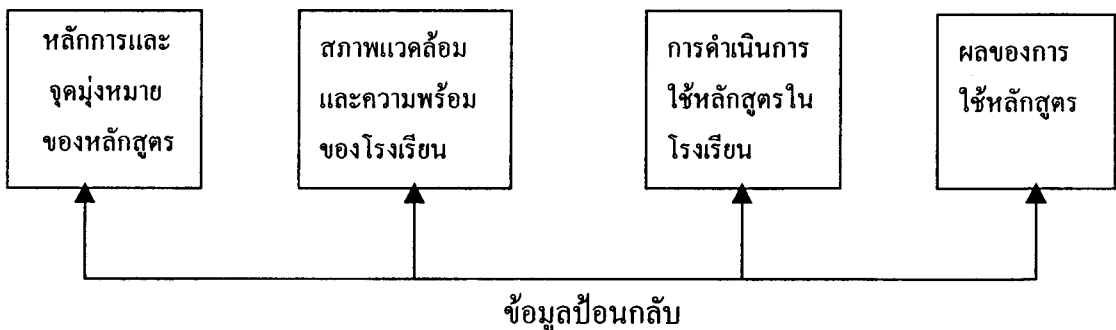 หลักการและ
จุดมุ่งหมาย
ของหลักสูตร
สภาพแวดล้อม
และความพร้อม
ของโรงเรียน
การดำเนินการ
ใช้หลักสูตรใน
โรงเรียน
ผลของการ
ใช้หลักสูตร
ข้อมูลป้อนกลับ